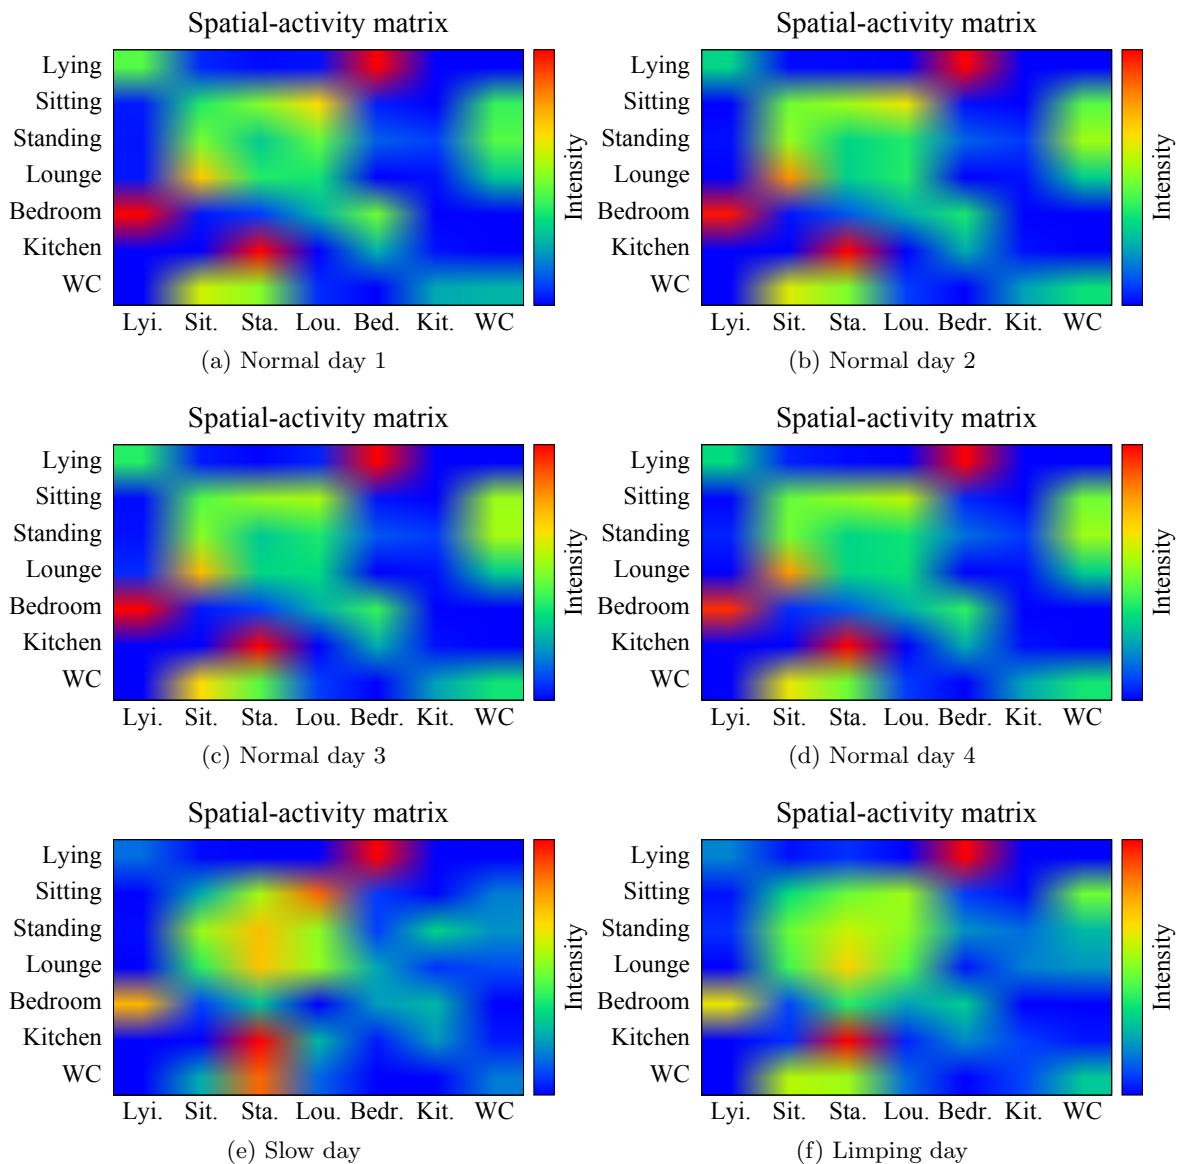 Spatial-activity matrix
Lying
Sitting
Standing
Lounge
Bedroom
Kitchen
WC
Lyi. Sit. Sta. Lou. Bed. Kit. WC
Intensity
(a) Normal day 1
Spatial-activity matrix
Lying
Sitting
Standing
Lounge
Bedroom
Kitchen
WC
Lyi. Sit. Sta. Lou. Bedr. Kit. WC
Intensity
(b) Normal day 2
Spatial-activity matrix
Lying
Sitting
Standing
Lounge
Bedroom
Kitchen
WC
Lyi. Sit. Sta. Lou. Bedr. Kit. WC
Intensity
(c) Normal day 3
Spatial-activity matrix
Lying
Sitting
Standing
Lounge
Bedroom
Kitchen
WC
Lyi. Sit. Sta. Lou. Bedr. Kit. WC
Intensity
(d) Normal day 4
Spatial-activity matrix
Lying
Sitting
Standing
Lounge
Bedroom
Kitchen
WC
Lyi. Sit. Sta. Lou. Bedr. Kit. WC
Intensity
(e) Slow day
Spatial-activity matrix
Lying
Sitting
Standing
Lounge
Bedroom
Kitchen
WC
Lyi. Sit. Sta. Lou. Bedr. Kit. WC
Intensity
(f) Limping day